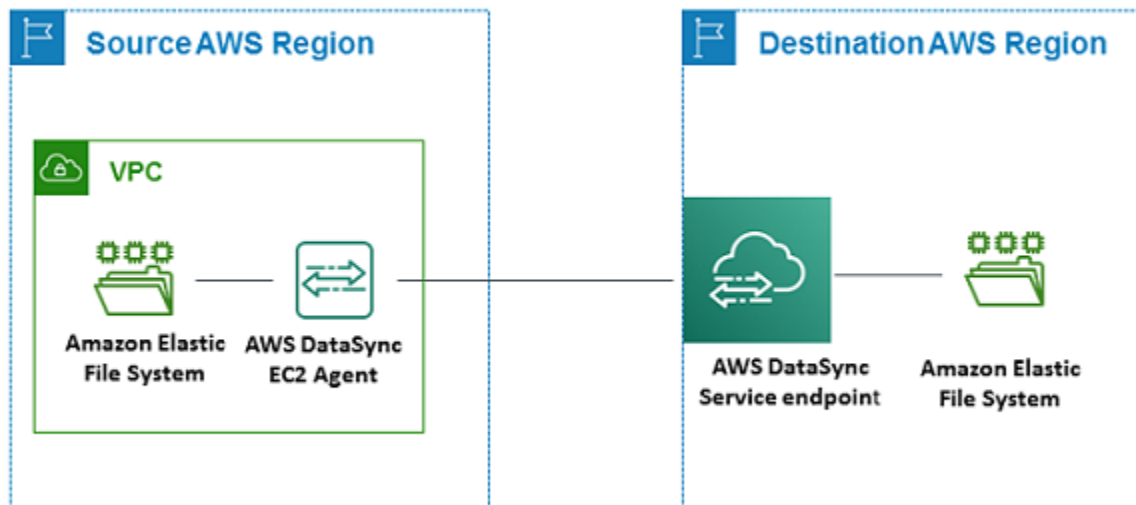 Source AWS Region
Destination AWS Region
VPC
Amazon Elastic
File System
AWS DataSync
EC2 Agent
AWS DataSync
Service endpoint
Amazon Elastic
File System